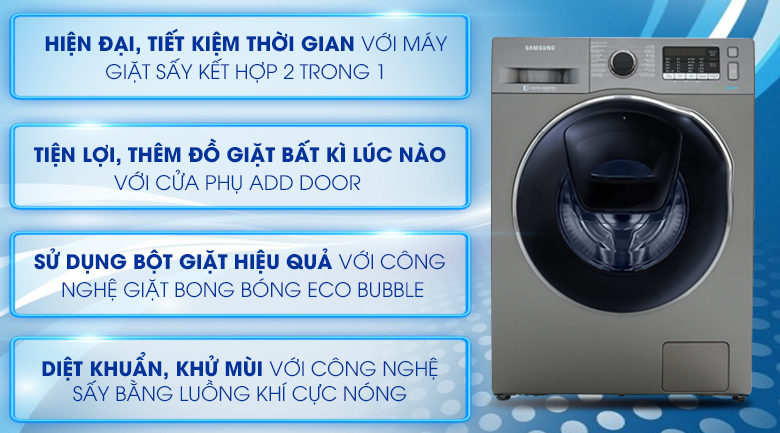 HIỆN ĐẠI, TIẾT KIỆM THỜI GIAN VỚI MÁY
GIẶT SẤY KẾT HỢP 2 TRONG 1
TIỆN LỢI, THÊM ĐỒ GIẶT BẤT KÌ LÚC NÀO
VỚI CỬA PHỤ ADD DOOR
SỬ DỤNG BỘT GIẶT HIỆU QUẢ VỚI CÔNG
NGHỆ GIẶT BONG BÓNG ECO BUBBLE
DIỆT KHUẨN, KHỬ MÙI VỚI CÔNG NGHỆ
SẤY BẰNG LUỒNG KHÍ CỰC NÓNG
SAMSUNG